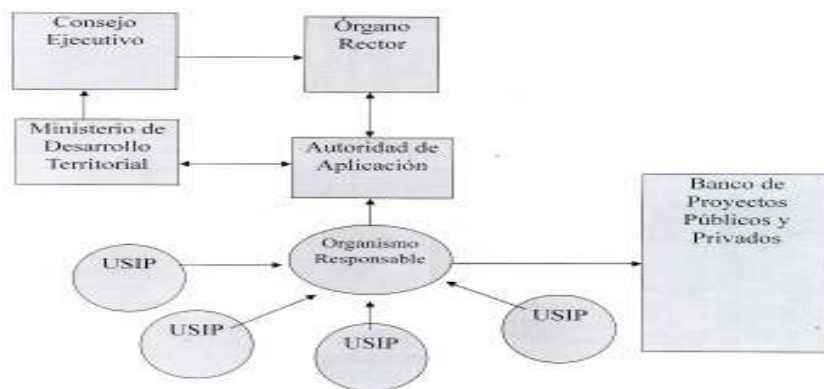 Consejo
Ejecutivo
Órgano
Rector
Ministerio de
Desarrollo
Territorial
Autoridad de
Aplicación
Banco de
Proyectos
Públicos y
Privados
Organismo
Responsable
USIP
USIP
USIP
USIP